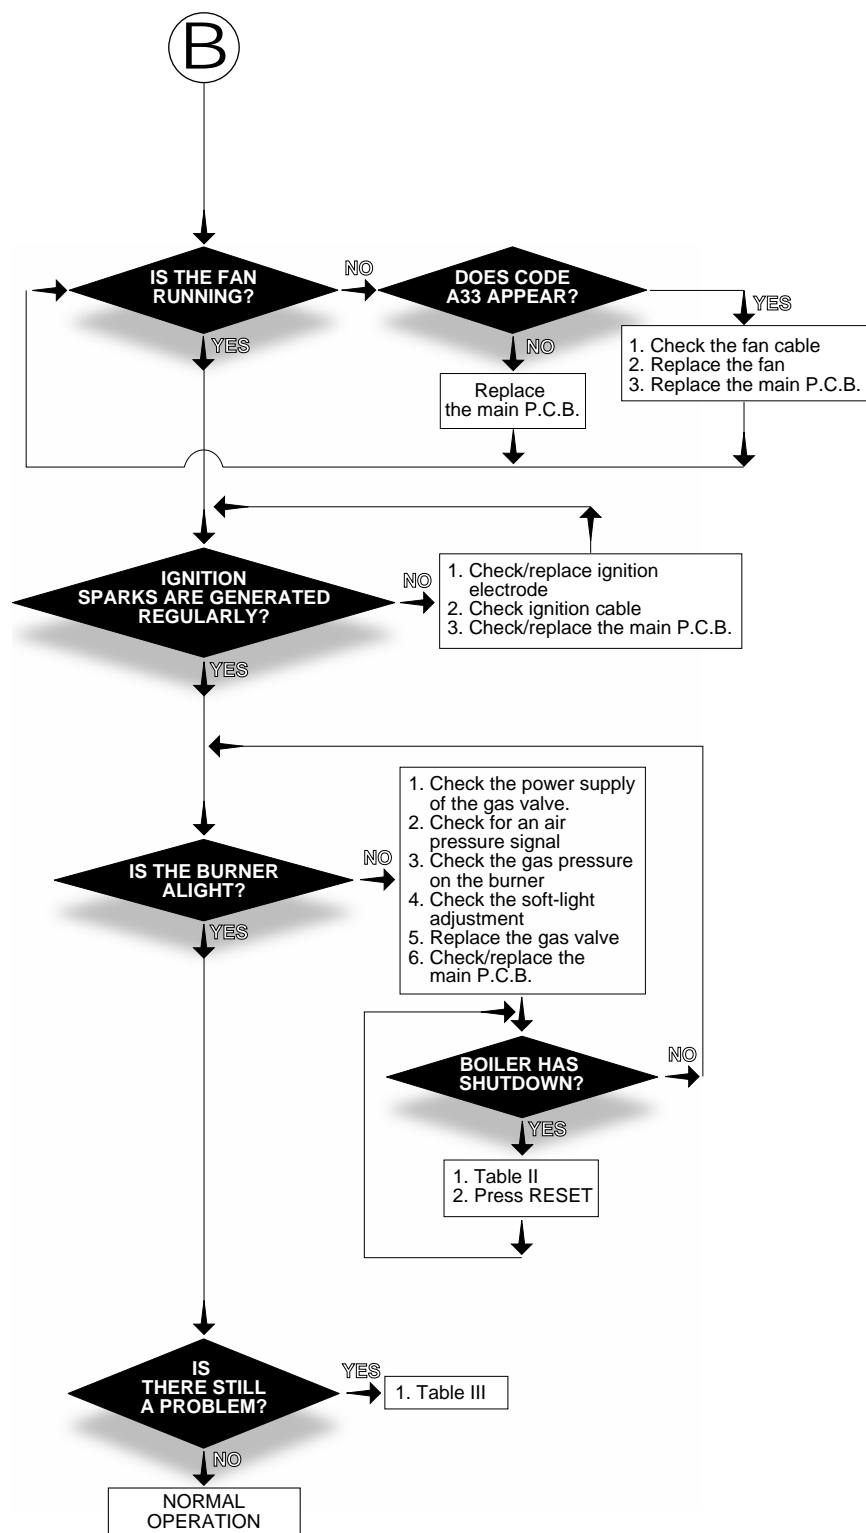 B
IS THE FAN
RUNNING?
NO
DOES CODE
A33 APPEAR?
YES
YES
NO
1. Check the fan cable
2. Replace the fan
3. Replace the main P.C.B.
Replace
the main P.C.B.
IGNITION
SPARKS ARE GENERATED
REGULARLY?
NO
1. Check/replace ignition
electrode
2. Check ignition cable
3. Check/replace the main P.C.B.
YES
IS THE BURNER
ALIGHT?
NO
1. Check the power supply
of the gas valve.
2. Check for an air
pressure signal
3. Check the gas pressure
on the burner
4. Check the soft-light
adjustment
5. Replace the gas valve
6. Check/replace the
main P.C.B.
YES
BOILER HAS
SHUTDOWN?
NO
YES
1. Table II
2. Press RESET
IS
THERE STILL
A PROBLEM?
YES
1. Table III
NO
NORMAL
OPERATION